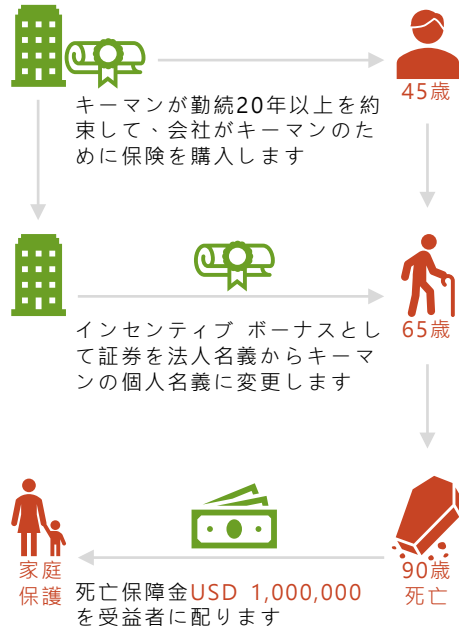 45歳
キーマンが勤続20年以上を約
束して、会社がキーマンのた
めに保険を購入します
65歳
インセンティブ ボーナスとし
て証券を法人名義からキーマ
ンの個人名義に変更します
家庭
保護
90歳
死亡
死亡保障金USD 1,000,000
を受益者に配ります